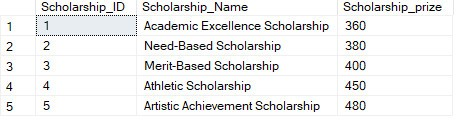 Scholarship_ID Scholarship_Name Scholarship_prize
1 1 Academic Excellence Scholarship 360
2 2 Need-Based Scholarship 380
3 3 Merit-Based Scholarship 400
4 4 Athletic Scholarship 450
5 5 Artistic Achievement Scholarship 480